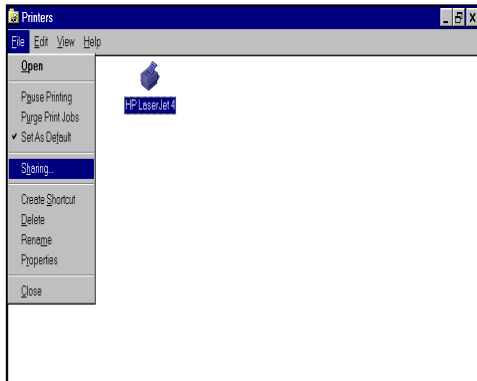 Printers
File Edit View Help
Open
HP LaserJet 4
Pause Printing
Purge Print Jobs
Set As Default
Sharing...
Create Shortcut
Delete
Rename
Properties
Close